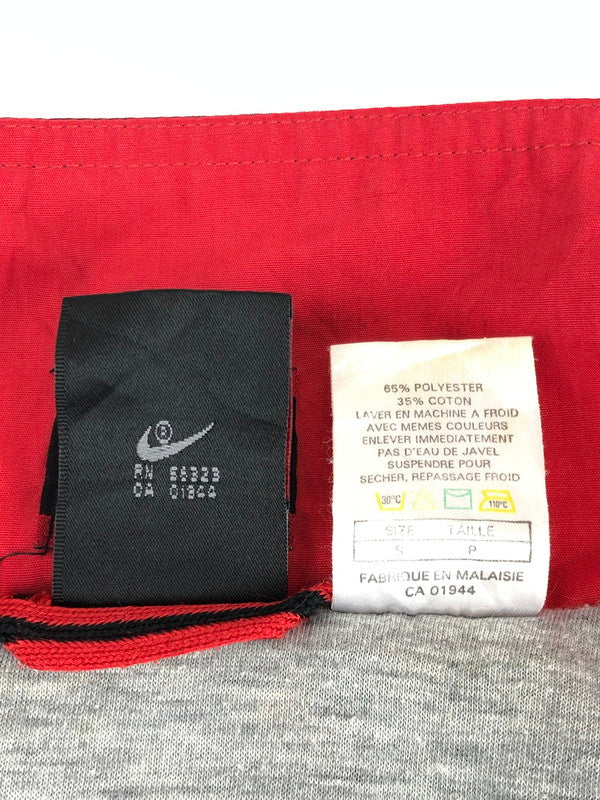 ®
RN 56323
CA 01944
65% POLYESTER
35% COTON
LAVER EN MACHINE A FROID
AVEC MEMES COULEURS
ENLEVER IMMEDIATEMENT
PAS D'EAU DE JAVEL
SUSPENDRE POUR
SECHER, REPASSAGE FROID
30°C 110°C
SIZE TAILLE
S P
FABRIQUE EN MALAISIE
CA 01944